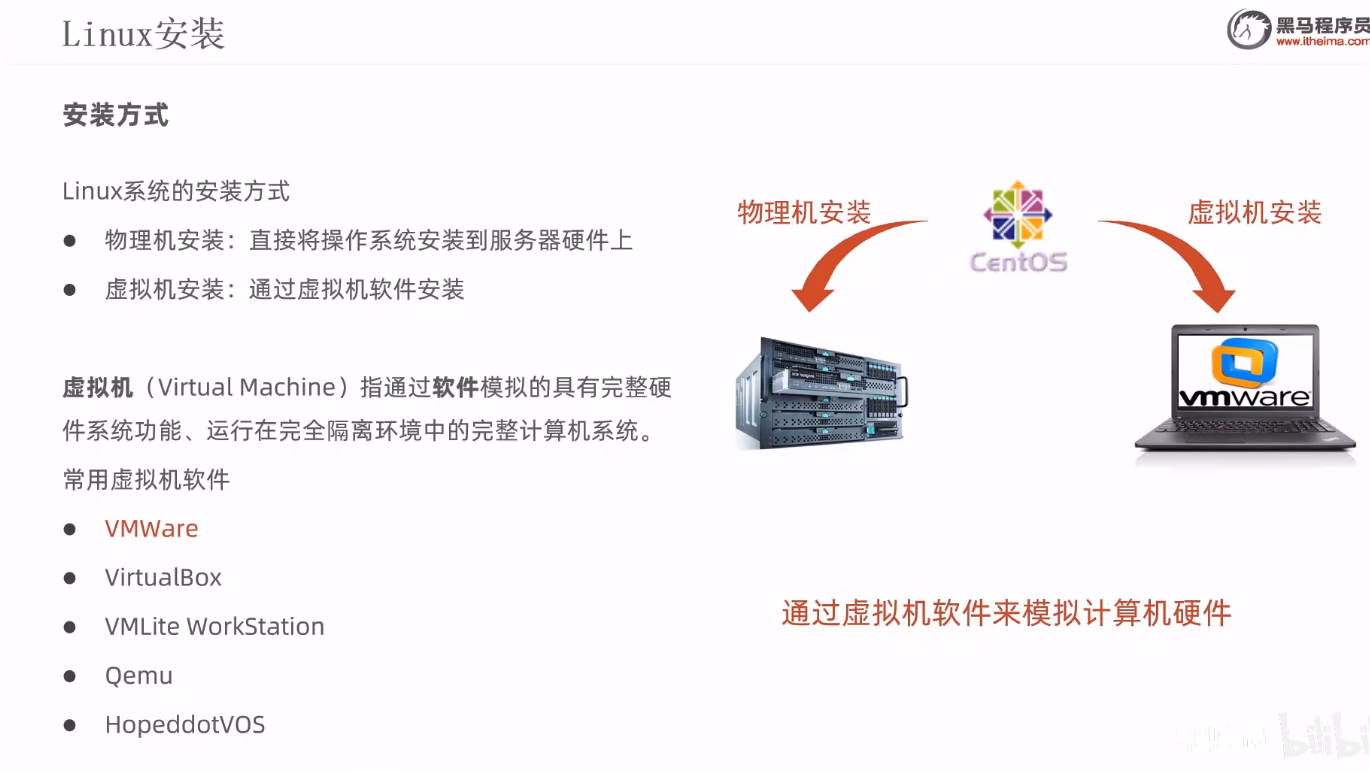 Linux安装
黑马程序员
www.itheima.com
安装方式
Linux系统的安装方式
● 物理机安装：直接将操作系统安装到服务器硬件上
● 虚拟机安装：通过虚拟机软件安装
虚拟机（Virtual Machine）指通过软件模拟的具有完整硬
件系统功能、运行在完全隔离环境中的完整计算机系统。
常用虚拟机软件
● VMWare
● VirtualBox
● VMLite WorkStation
● Qemu
● HopeddotVOS
物理机安装
CentOS
虚拟机安装
vmware
通过虚拟机软件来模拟计算机硬件
bilibi